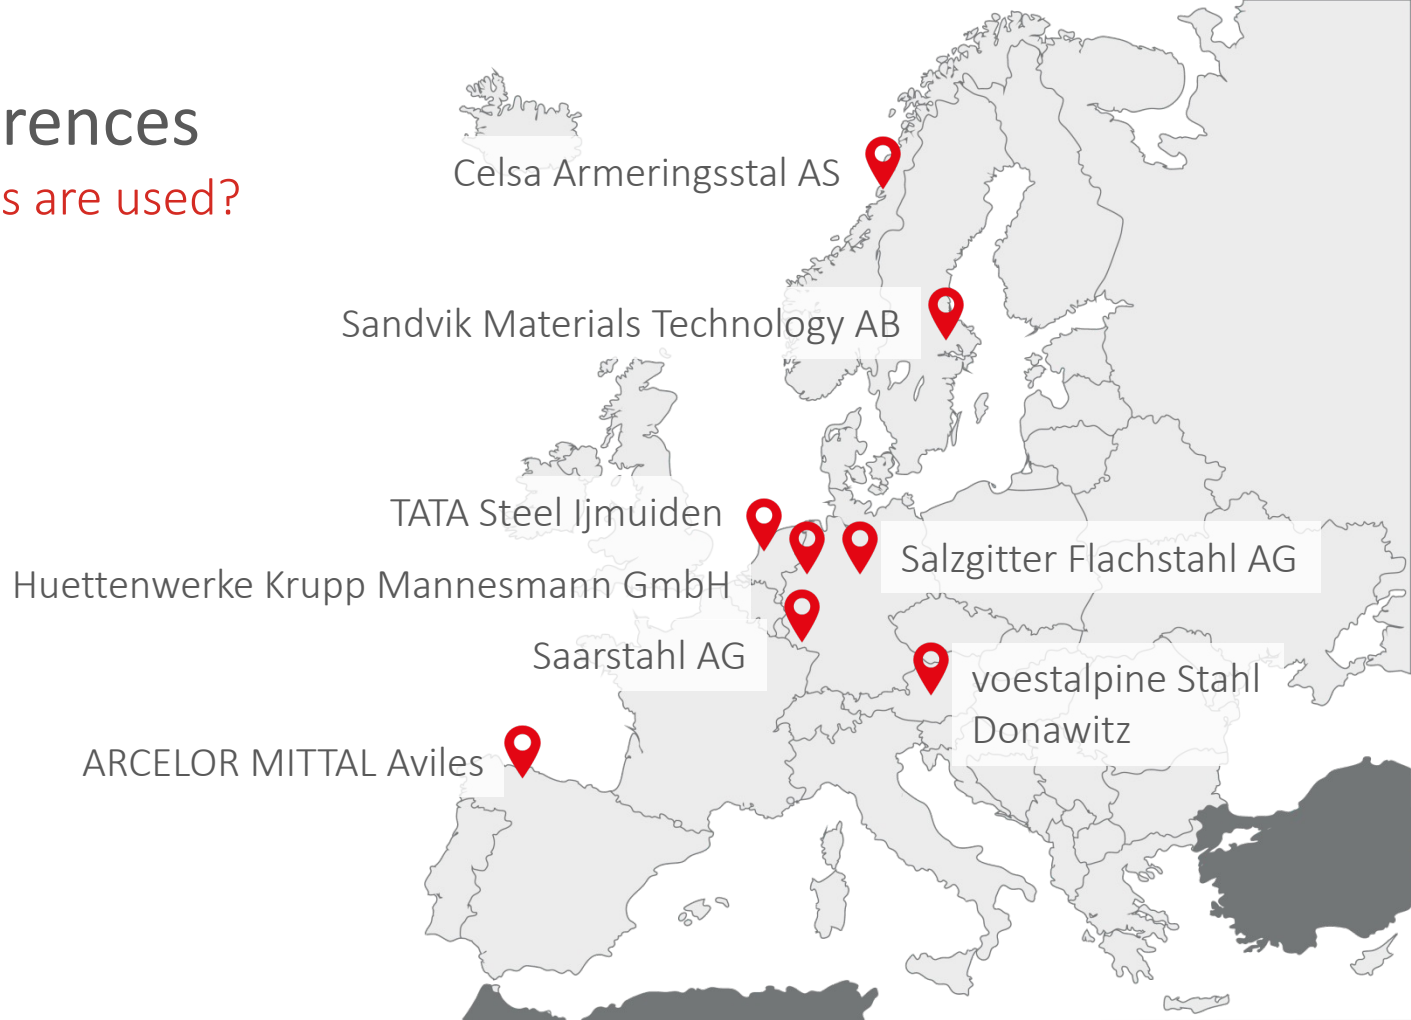 rences
s are used?
Celsa Armeringsstal AS
Sandvik Materials Technology AB
TATA Steel Ijmuiden
Salzgitter Flachstahl AG
Huettenwerke Krupp Mannesmann GmbH
Saarstahl AG
voestalpine Stahl
Donawitz
ARCELOR MITTAL Aviles